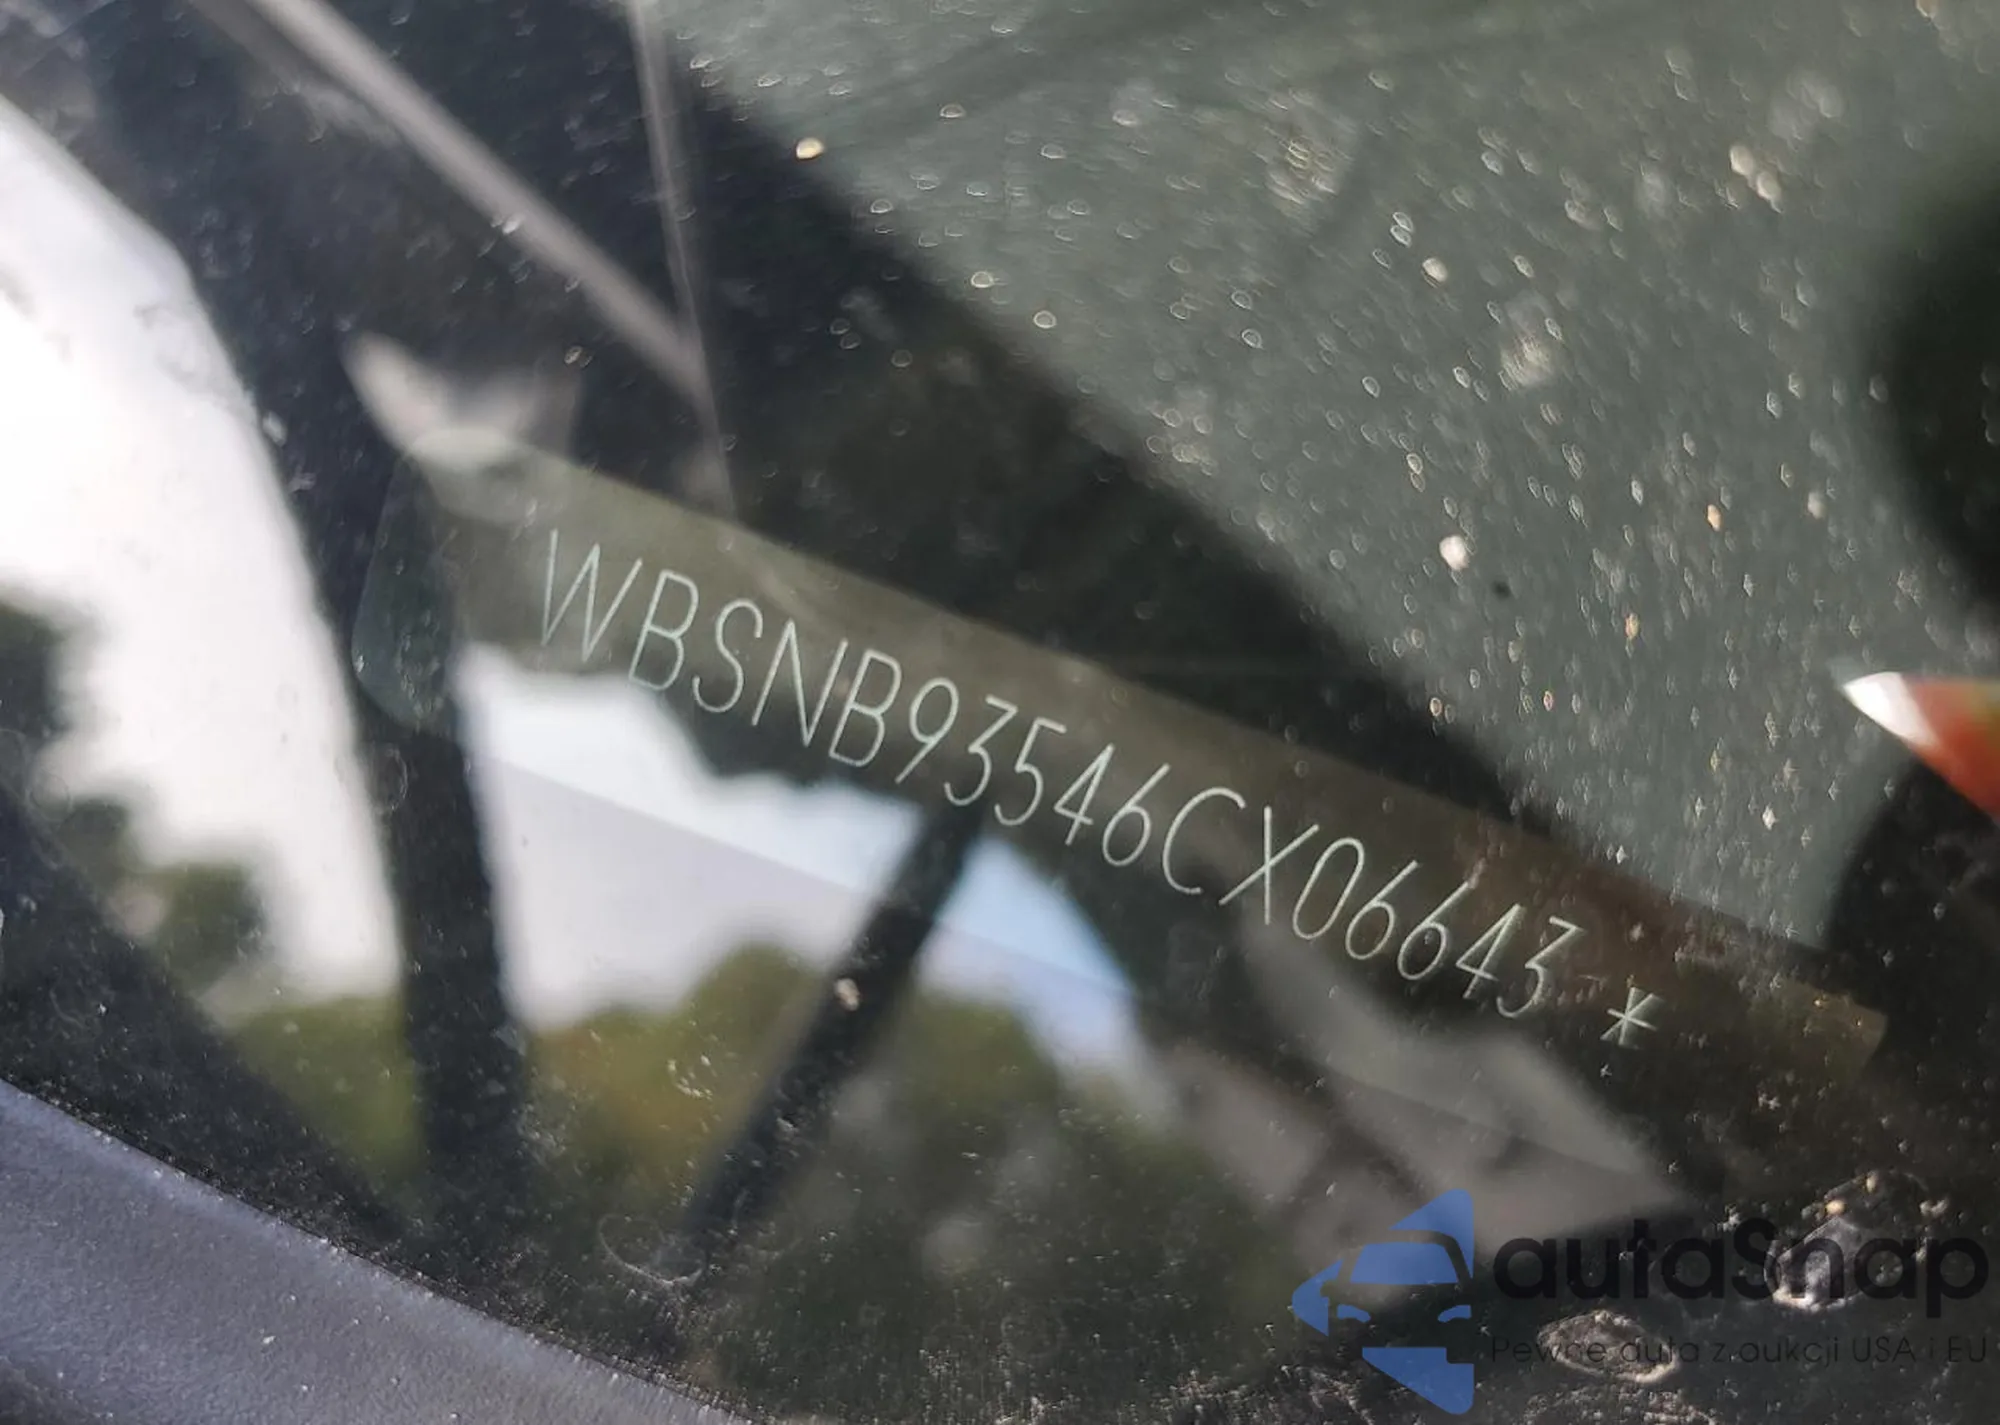 WBSNB93546CX06643 *
autaSnap
Pewne auta z aukcji USA i EU